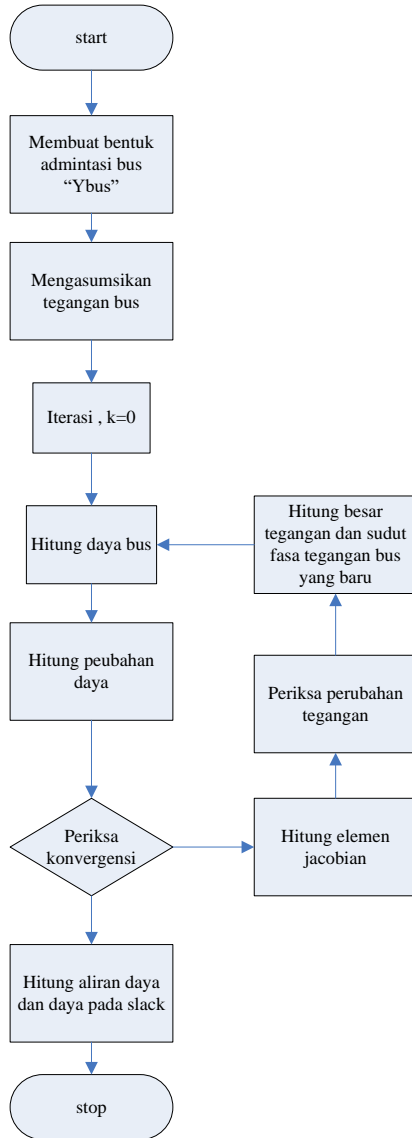 start
Membuat bentuk
admintasi bus
“Ybus”
Mengasumsikan
tegangan bus
Iterasi , k=0
Hitung daya bus
Hitung peubahan
daya
Periksa
konvergensi
Hitung elemen
jacobian
Periksa perubahan
tegangan
Hitung besar
tegangan dan sudut
fasa tegangan bus
yang baru
Hitung aliran daya
dan daya pada slack
stop